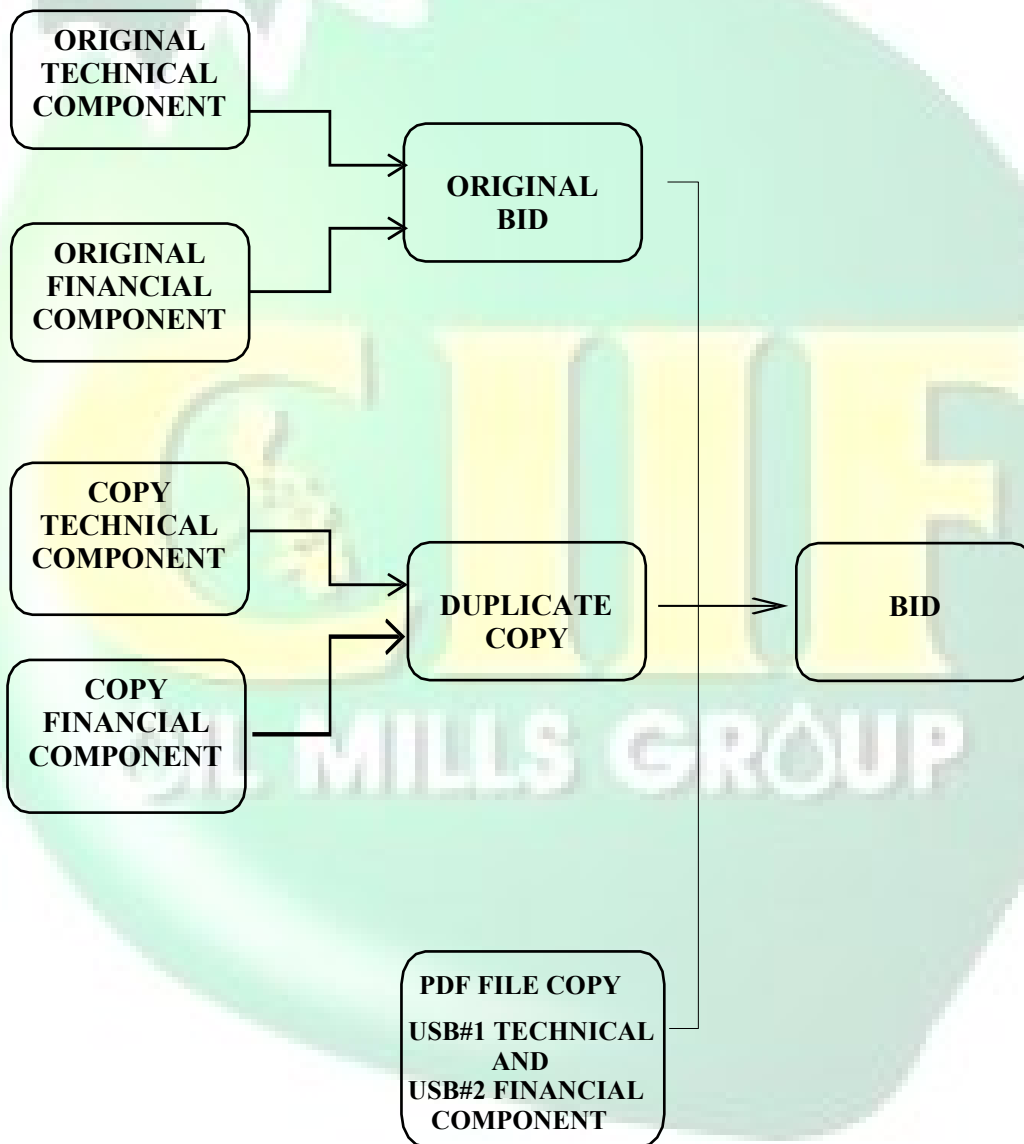 ORIGINAL
TECHNICAL
COMPONENT
ORIGINAL
BID
ORIGINAL
FINANCIAL
COMPONENT
CIIF
COPY
TECHNICAL
COMPONENT
DUPLICATE
COPY
BID
COPY
FINANCIAL
COMPONENT
OIL MILLS GROUP
PDF FILE COPY
USB#1 TECHNICAL
AND
USB#2 FINANCIAL
COMPONENT